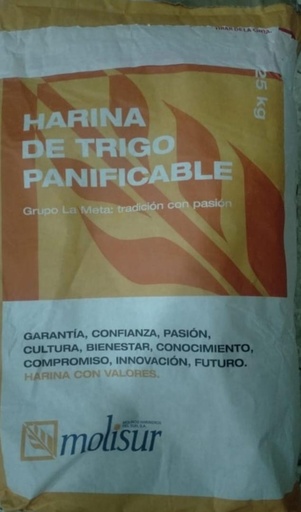 25 kg
HARINA
DE TRIGO
PANIFICABLE
Grupo La Meta: tradición con pasión
GARANTÍA, CONFIANZA, PASIÓN,
CULTURA, BIENESTAR, CONOCIMIENTO,
COMPROMISO, INNOVACIÓN, FUTURO.
HARINA CON VALORES.
molisur